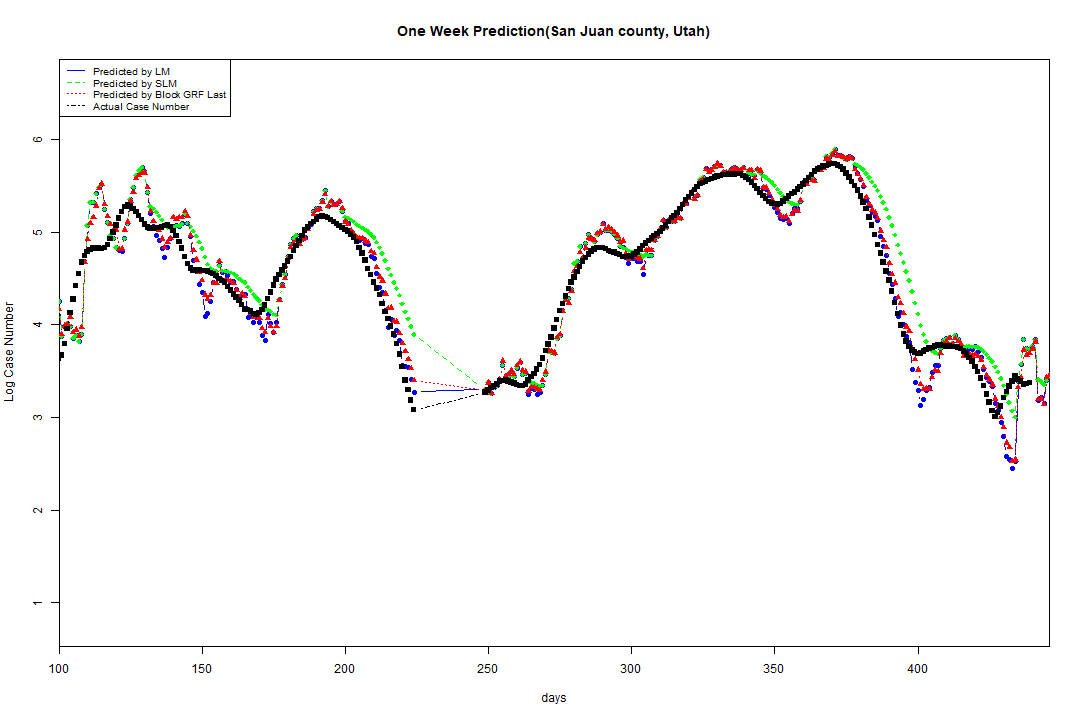 One Week Prediction(San Juan county, Utah)
Predicted by LM
Predicted by SLM
Predicted by Block GRF Last
Actual Case Number
Log Case Number
6
5
4
3
2
1
100 150 200 250 300 350 400
days